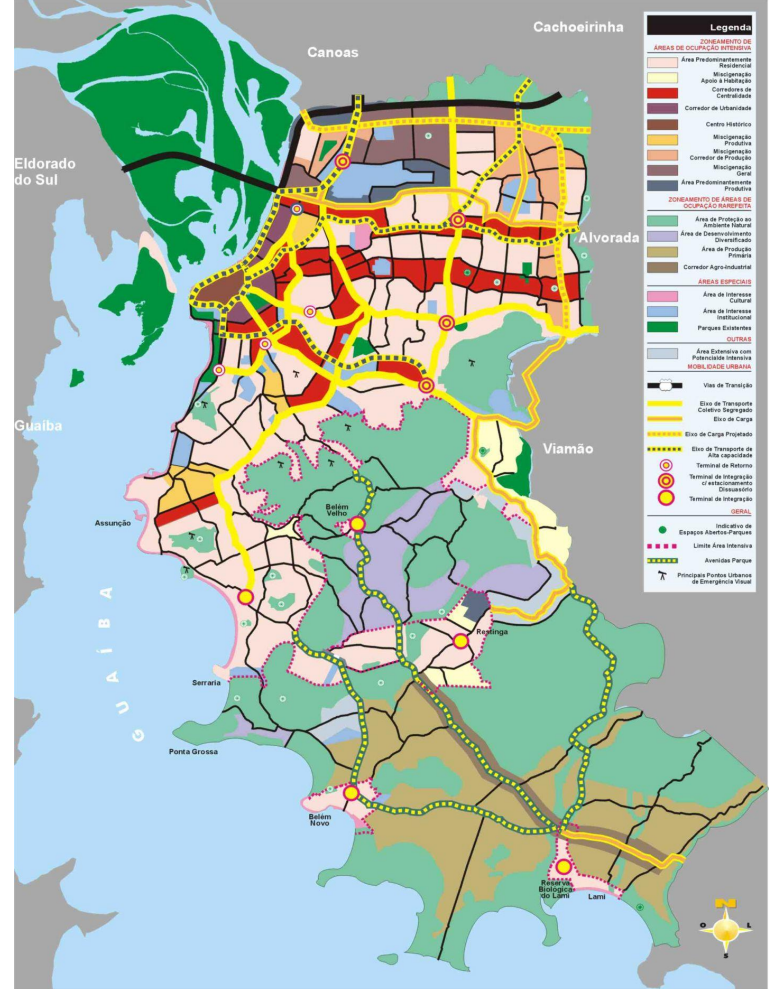 Cachoeirinha
Canoas
Eldorado
do Sul
Alvorada
Guaiba
Viamão
Assunção
Belém
Velho
Restinga
Serraria
Ponta Grossa
Belém
Novo
Reserva
Biológica
do Lami
Lami
GUAÍBA
N
O
L
S
Legenda
ZONEAMENTO DE
ÁREAS DE OCUPAÇÃO INTENSIVA
Área Predominantemente
Residencial
Miscigenação
Apoio à Habitação
Corredores de
Centralidade
Corredor de Urbanidade
Centro Histórico
Miscigenação
Produtiva
Miscigenação
Corredor de Produção
Miscigenação
Geral
Área Predominantemente
Produtiva
ZONEAMENTO DE ÁREAS DE
OCUPAÇÃO RAREFEITA
Área de Proteção ao
Ambiente Natural
Área de Desenvolvimento
Diversificado
Área de Produção
Primária
Corredor Agro-Industrial
ÁREAS ESPECIAIS
Área de Interesse
Cultural
Área de Interesse
Institucional
Parques Existentes
OUTRAS
Área Extensiva com
Potencialde Intensiva
MOBILIDADE URBANA
Vias de Transição
Eixo de Transporte
Coletivo Segregado
Eixo de Carga
Eixo de Carga Projetado
Eixo de Transporte de
Alta capacidade
Terminal de Retorno
Terminal de Integração
c/ estacionamento
Dissuasório
Terminal de Integração
GERAL
Indicativo de
Espaços Abertos-Parques
Limite Área Intensiva
Avenidas Parque
Principais Pontos Urbanos
de Emergência Visual